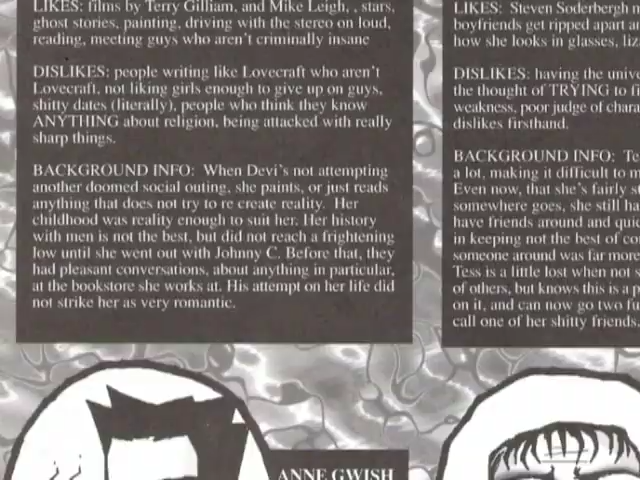 LIKES: films by Terry Gilliam, and Mike Leigh, , stars,
ghost stories, painting, driving with the stereo on loud,
reading, meeting guys who aren't criminally insane
DISLIKES: people writing like Lovecraft who aren't
Lovecraft, not liking girls enough to give up on guys,
shitty dates (literally), people who think they know
ANYTHING about religion, being attacked with really
sharp things.
BACKGROUND INFO: When Devi's not attempting
another doomed social outing, she paints, or just reads
anything that does not try to re create reality. Her
childhood was reality enough to suit her. Her history
with men is not the best, but did not reach a frightening
low until she went out with Johnny C. Before that, they
had pleasant conversations, about anything in particular,
at the bookstore she works at. His attempt on her life did
not strike her as very romantic.
LIKES: Steven Soderbergh
boyfriends get ripped apart
how she looks in glasses,
DISLIKES: having the
the thought of TRYING to
weakness, poor judge of
dislikes firsthand.
BACKGROUND INFO:
a lot, making it difficult to
Even now, that she's fairly
somewhere goes, she still
have friends around and
in keeping not the best of
someone around was far more
Tess is a little lost when not
of others, but knows this is a
on it, and can now go two
call one of her shitty friends
ANNE GWISH